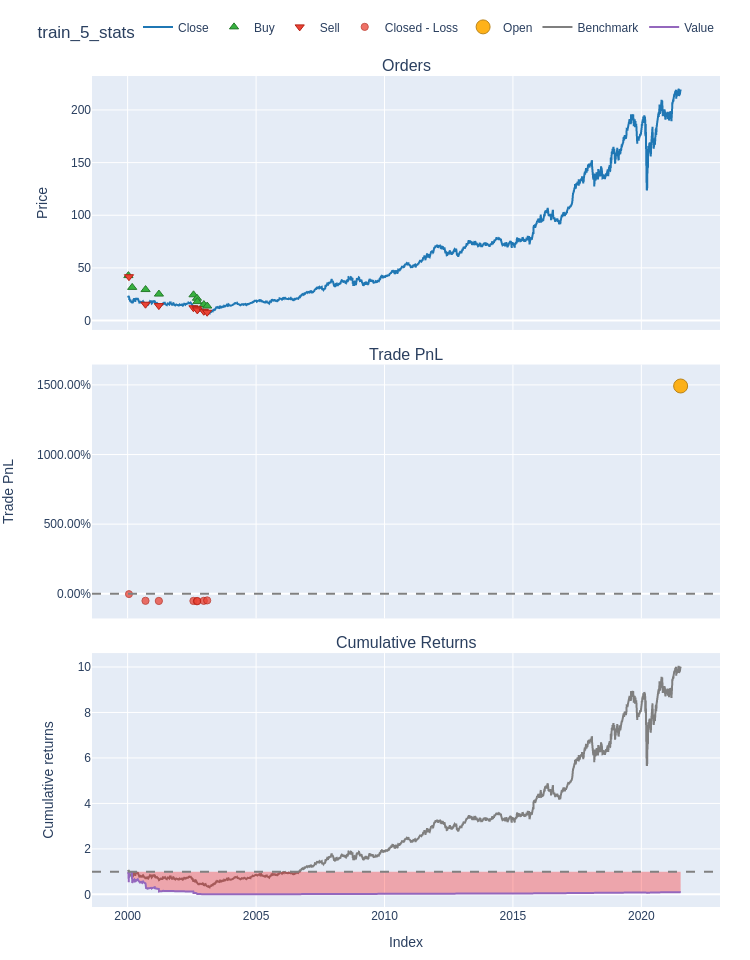 train_5_stats
Close Buy Sell Closed - Loss Open Benchmark Value
Orders
Price
200
150
100
50
0
Trade PnL
Trade PnL
1500.00%
1000.00%
500.00%
0.00%
Cumulative Returns
Cumulative returns
10
8
6
4
2
0
2000 2005 2010 2015 2020
Index